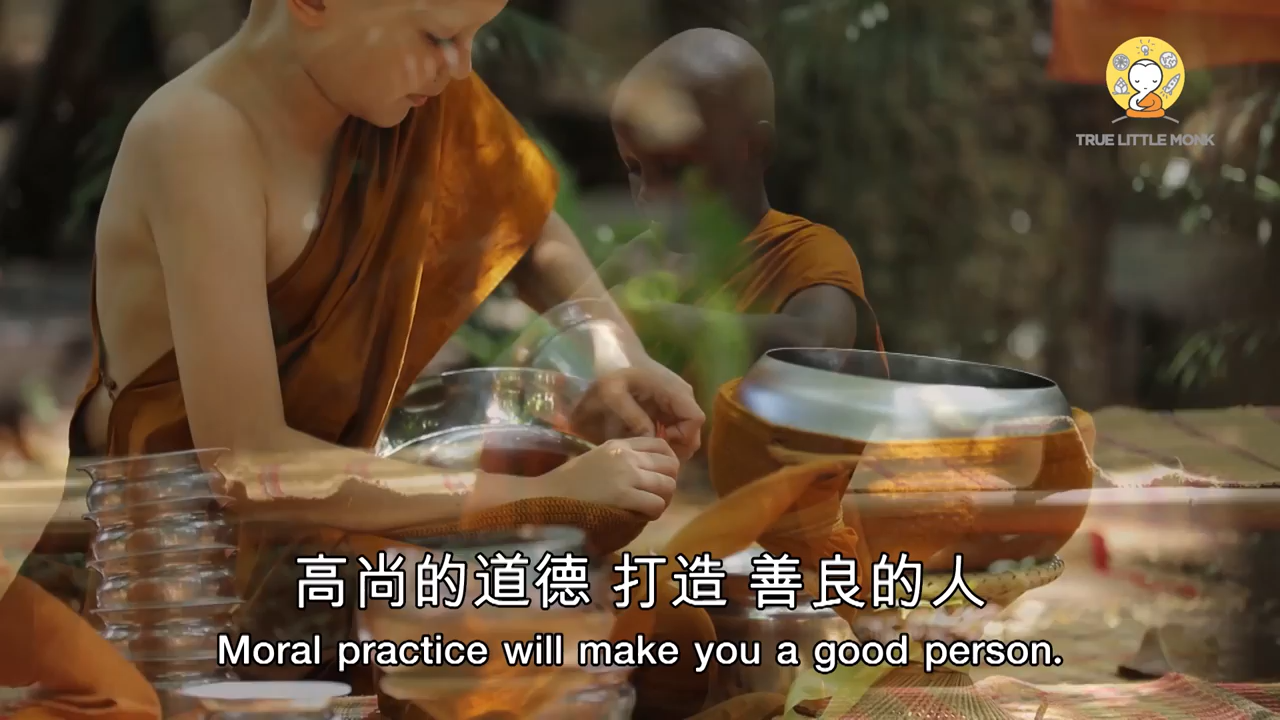 TRUE LITTLE MONK
高尚的道德 打造 善良的人
Moral practice will make you a good person.